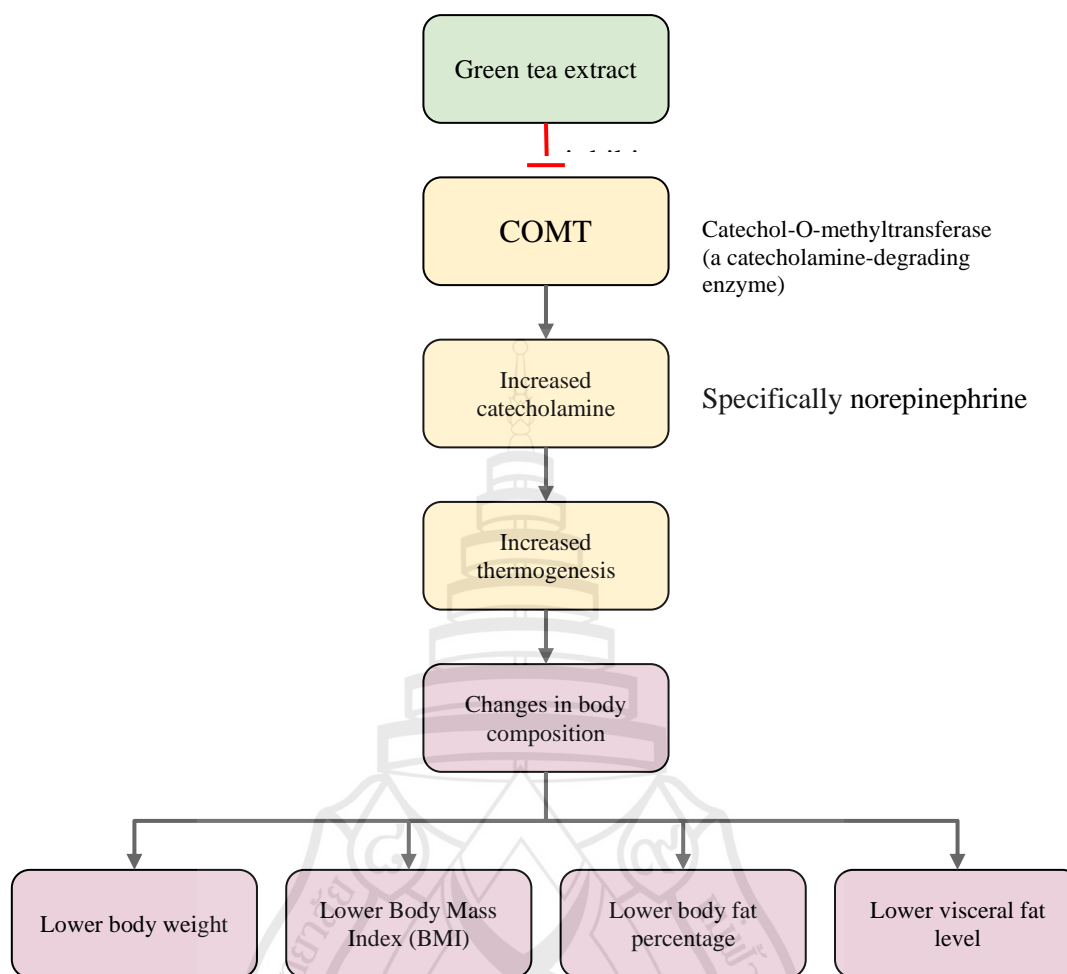 Green tea extract
COMT
Catechol-O-methyltransferase
(a catecholamine-degrading
enzyme)
Increased
catecholamine
Specifically norepinephrine
Increased
thermogenesis
Changes in body
composition
Lower body weight
Lower Body Mass
Index (BMI)
Lower body fat
percentage
Lower visceral fat
level